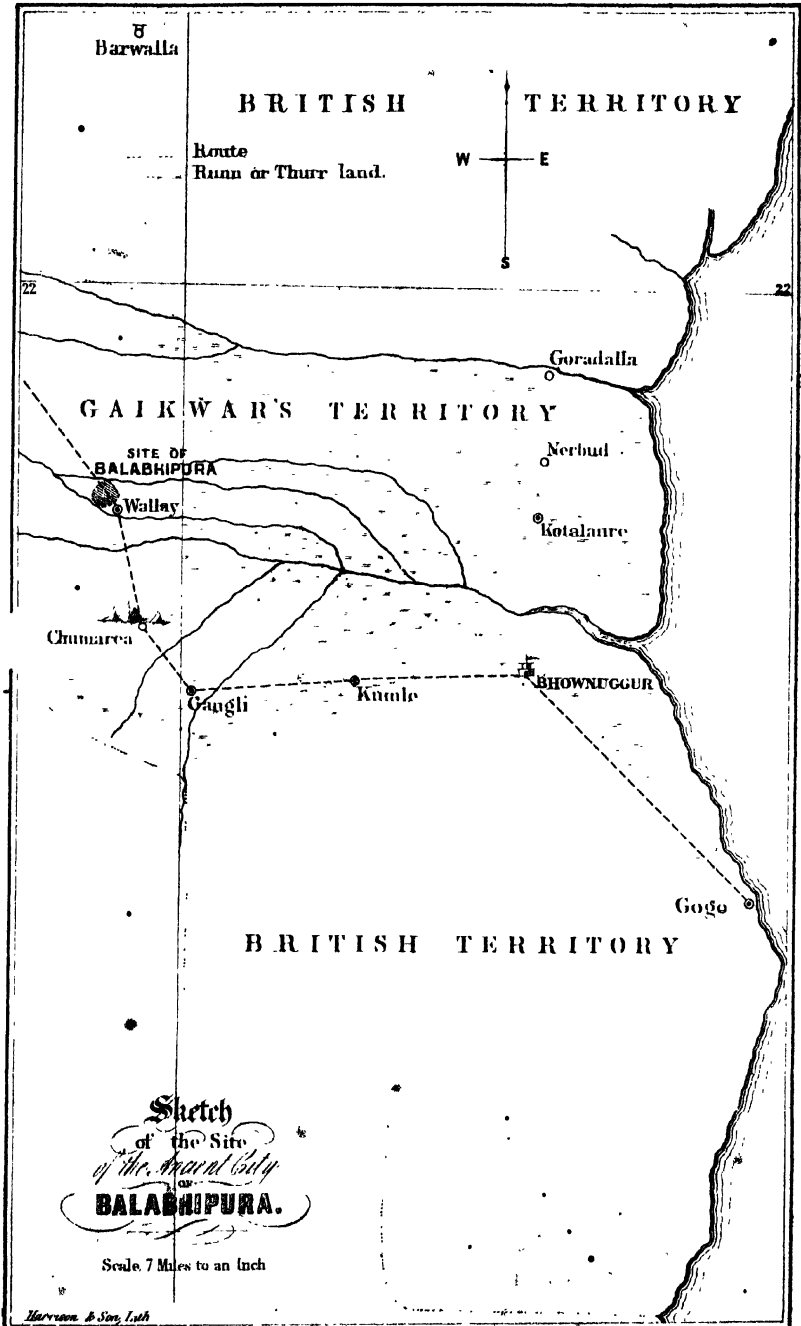 Barwalla
BRITISH TERRITORY
Route
Runn or Thurr land.
W E
S
22 22
Goradalla
GAIKWAR'S TERRITORY
SITE OF
BALABHIPURA
Nerbud
Wallay
Kotalanre
Chumarea
Gangli
Kumle
BHOWNUGGUR
Gogo
BRITISH TERRITORY
Sketch
of the Site
of the Ancient City
OF
BALABHIPURA.
Scale. 7 Miles to an Inch
Harrison & Son, Lith